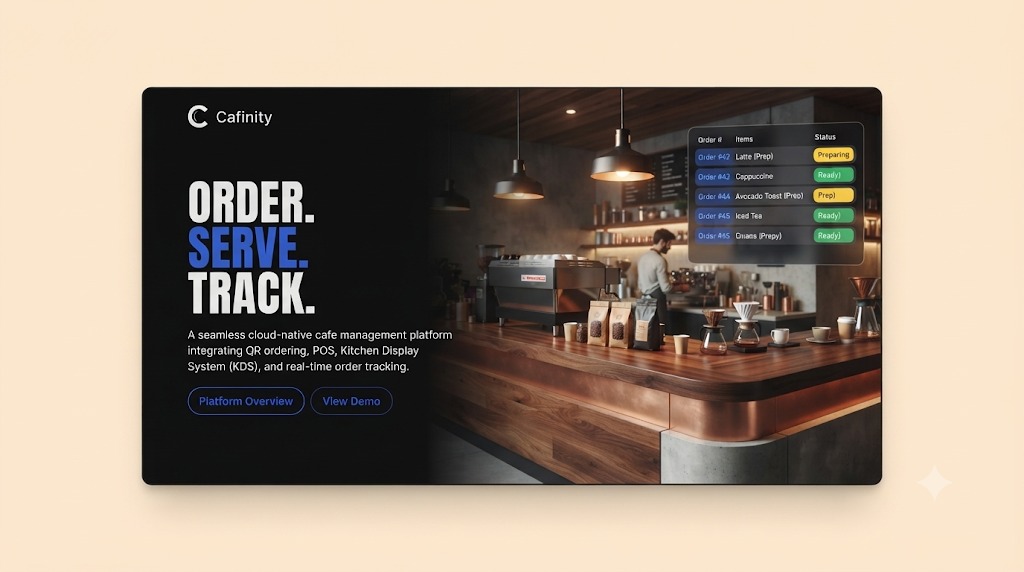 Cafinity
ORDER.
SERVE.
TRACK.
A seamless cloud-native cafe management platform
integrating QR ordering, POS, Kitchen Display
System (KDS), and real-time order tracking.
Platform Overview
View Demo
Order # Items Status
Order #42 Latte (Prep) Preparing
Order #42 Cappuccino Ready)
Order #4A Avocado Toast (Prep) Prep)
Order #45 Iced Tea Ready)
Order #45 (Prepy) Ready)